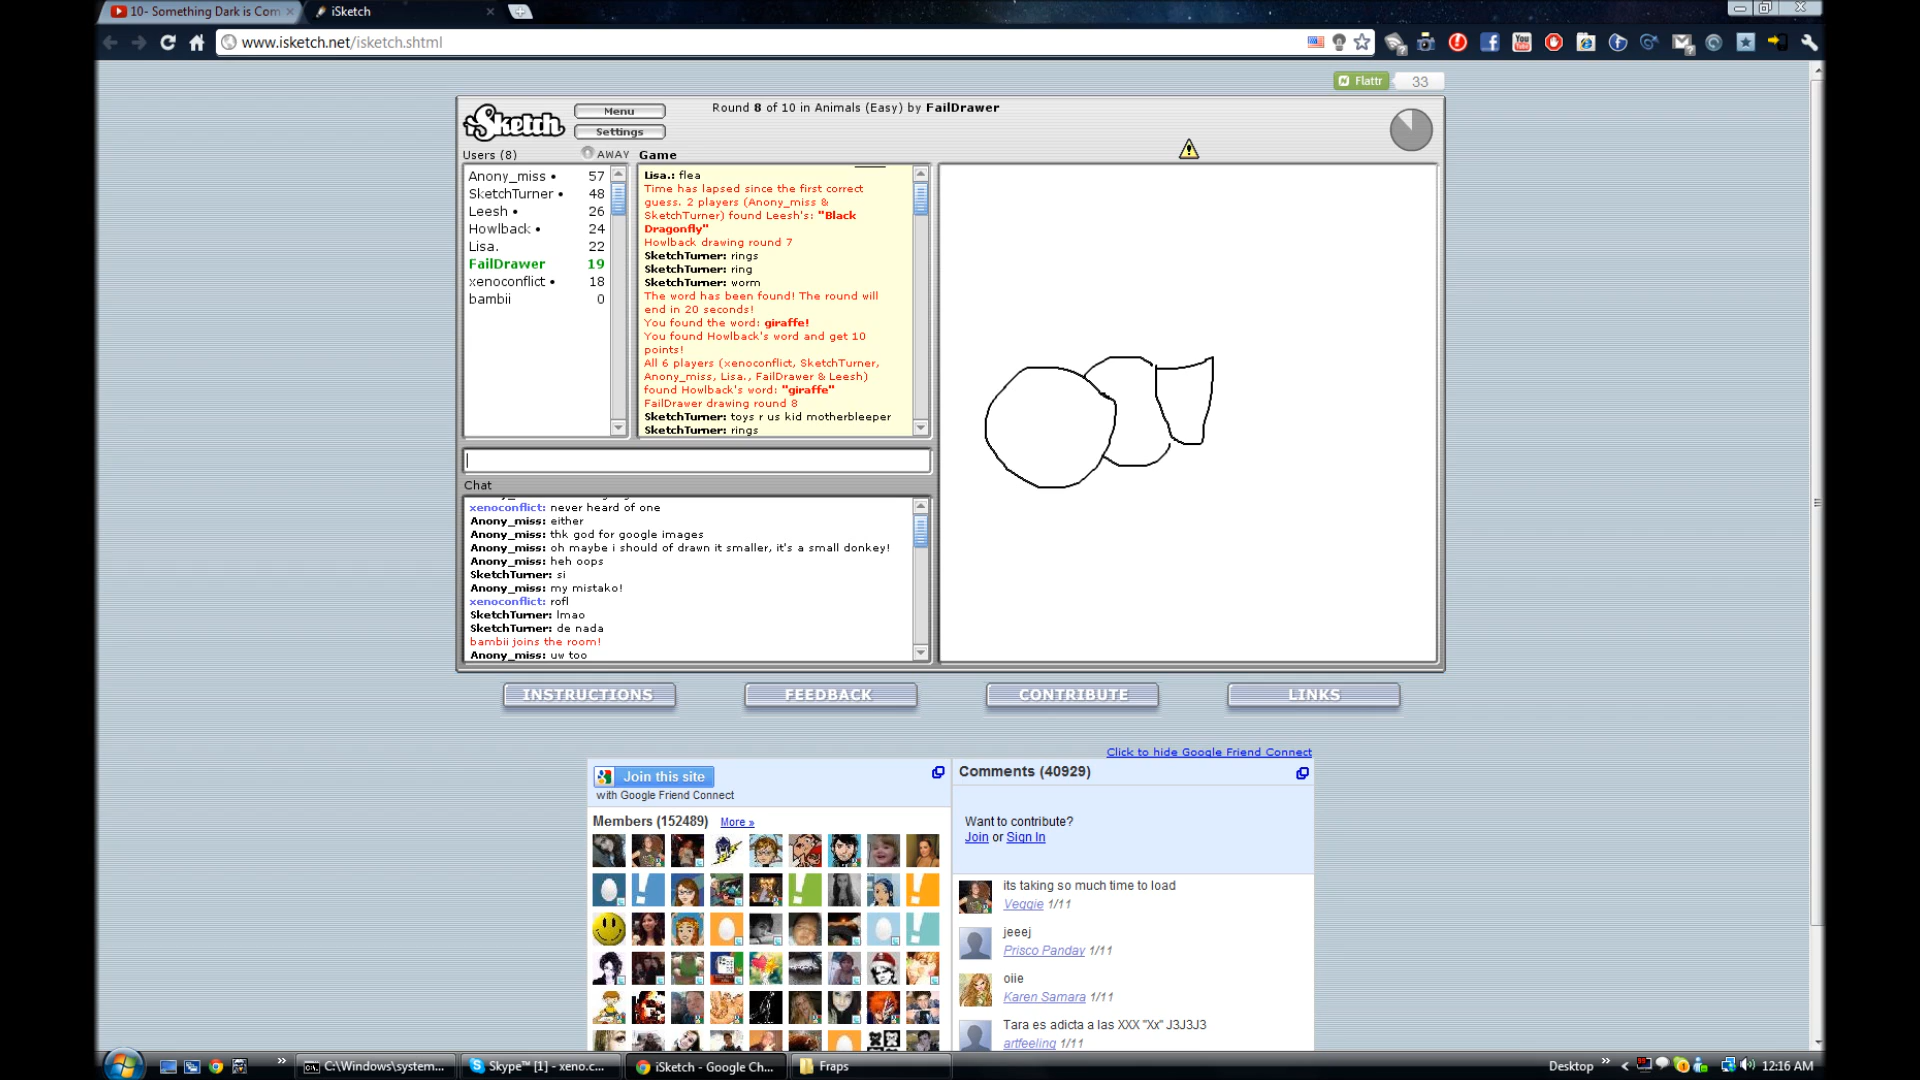 10- Something Dark is Com
iSketch
www.isketch.net/isketch.shtml
Flattr
33
iSketch
Menu
Settings
Round 8 of 10 in Animals (Easy) by FailDrawer
Users (8)
AWAY
Game
Anony_miss • 57
SketchTurner • 48
Leesh • 26
Howlback • 24
Lisa. 22
FailDrawer 19
xenoconflict • 18
bambii 0
Lisa.: flea
Time has lapsed since the first correct
guess. 2 players (Anony_miss &
SketchTurner) found Leesh's: "Black
Dragonfly"
Howlback drawing round 7
SketchTurner: rings
SketchTurner: ring
SketchTurner: worm
The word has been found! The round will
end in 20 seconds!
You found the word: giraffe!
You found Howlback's word and get 10
points!
All 6 players (xenoconflict, SketchTurner,
Anony_miss, Lisa., FailDrawer & Leesh)
found Howlback's word: "giraffe"
FailDrawer drawing round 8
SketchTurner: toys r us kid motherbleeper
SketchTurner: rings
Chat
xenoconflict: never heard of one
Anony_miss: either
Anony_miss: thk god for google images
Anony_miss: oh maybe i should of drawn it smaller, it's a small donkey!
Anony_miss: heh oops
SketchTurner: si
Anony_miss: my mistako!
xenoconflict: rofl
SketchTurner: lmao
SketchTurner: de nada
bambii joins the room!
Anony_miss: uw too
INSTRUCTIONS
FEEDBACK
CONTRIBUTE
LINKS
Click to hide Google Friend Connect
Join this site
with Google Friend Connect
Members (152489) More »
Comments (40929)
Want to contribute?
Join or Sign In
its taking so much time to load
Veggie 1/11
jeeej
Prisco Panday 1/11
oiie
Karen Samara 1/11
Tara es adicta a las XXX "Xx" J3J3J3
artfeeling 1/11
C:\Windows\system...
Skype™ [1] - xeno.c...
iSketch - Google Ch...
Fraps
Desktop
12:16 AM